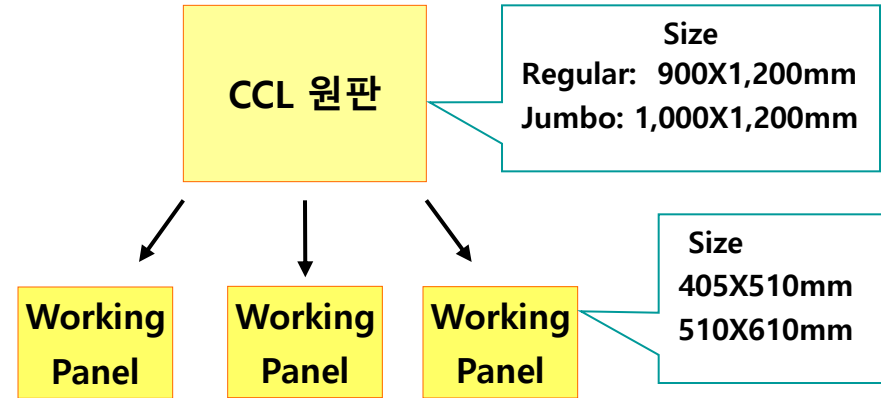 CCL 원판
Size
Regular: 900X1,200mm
Jumbo: 1,000X1,200mm
Working
Panel
Working
Panel
Working
Panel
Size
405X510mm
510X610mm